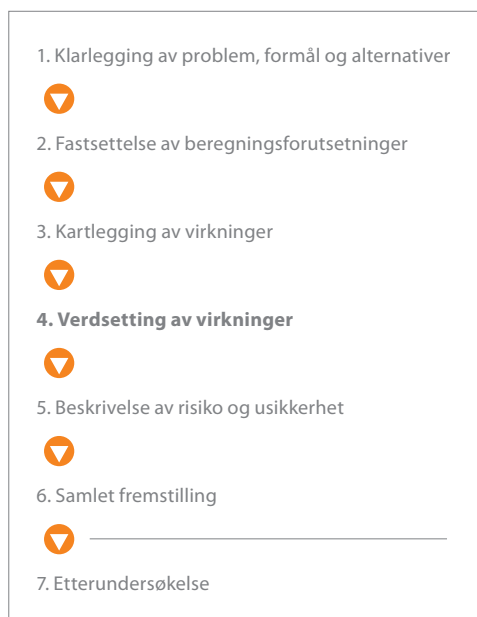 1. Klarlegging av problem, formål og alternativer
2. Fastsettelse av beregningsforutsetninger
3. Kartlegging av virkninger
4. Verdsetting av virkninger
5. Beskrivelse av risiko og usikkerhet
6. Samlet fremstilling
7. Etterundersøkelse